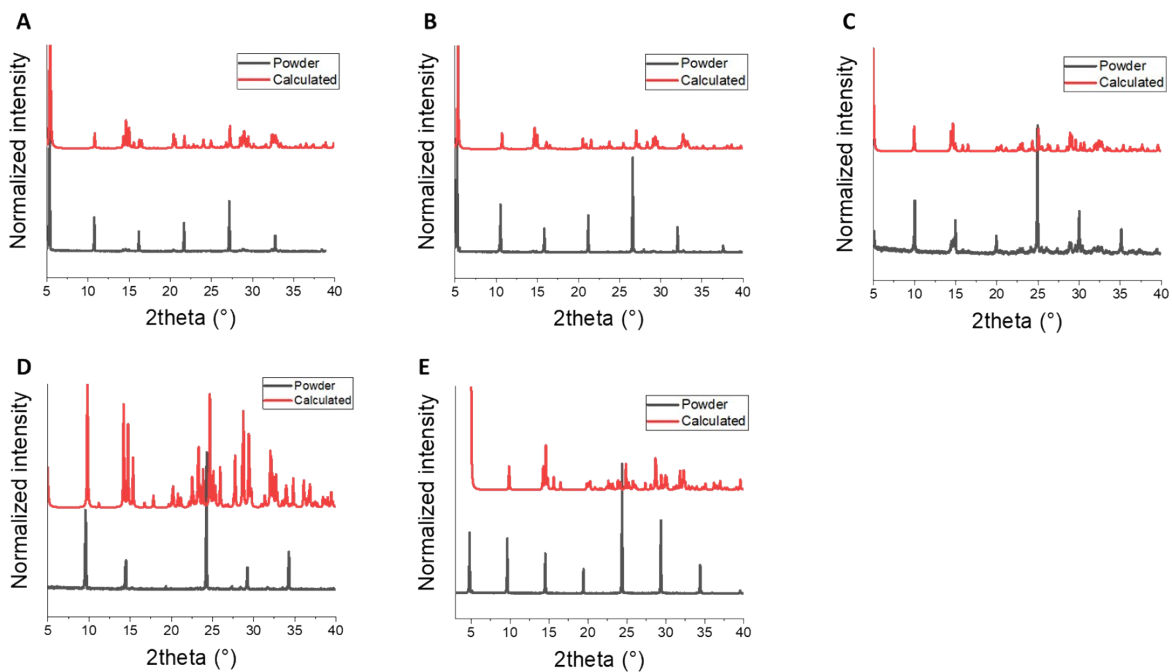 A
Normalized intensity
Powder
Calculated
5 10 15 20 25 30 35 40
2theta (°)
B
Normalized intensity
Powder
Calculated
5 10 15 20 25 30 35 40
2theta (°)
C
Normalized intensity
Powder
Calculated
5 10 15 20 25 30 35 40
2theta (°)
D
Normalized intensity
Powder
Calculated
5 10 15 20 25 30 35 40
2theta (°)
E
Normalized intensity
Powder
Calculated
5 10 15 20 25 30 35 40
2theta (°)